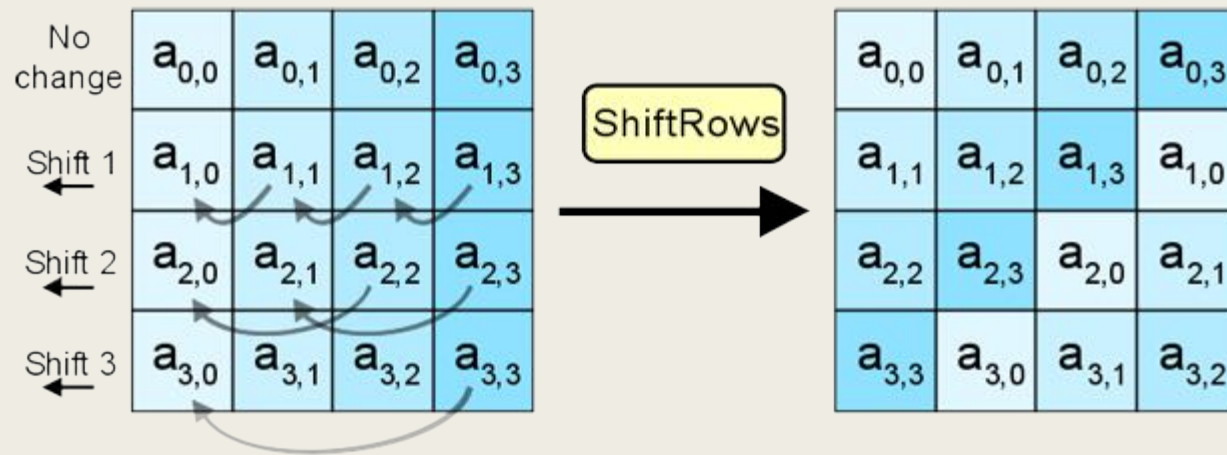 No
change
a0,0 a0,1 a0,2 a0,3
Shift 1
a1,0 a1,1 a1,2 a1,3
Shift 2
a2,0 a2,1 a2,2 a2,3
Shift 3
a3,0 a3,1 a3,2 a3,3
ShiftRows
a0,0 a0,1 a0,2 a0,3
a1,1 a1,2 a1,3 a1,0
a2,2 a2,3 a2,0 a2,1
a3,3 a3,0 a3,1 a3,2